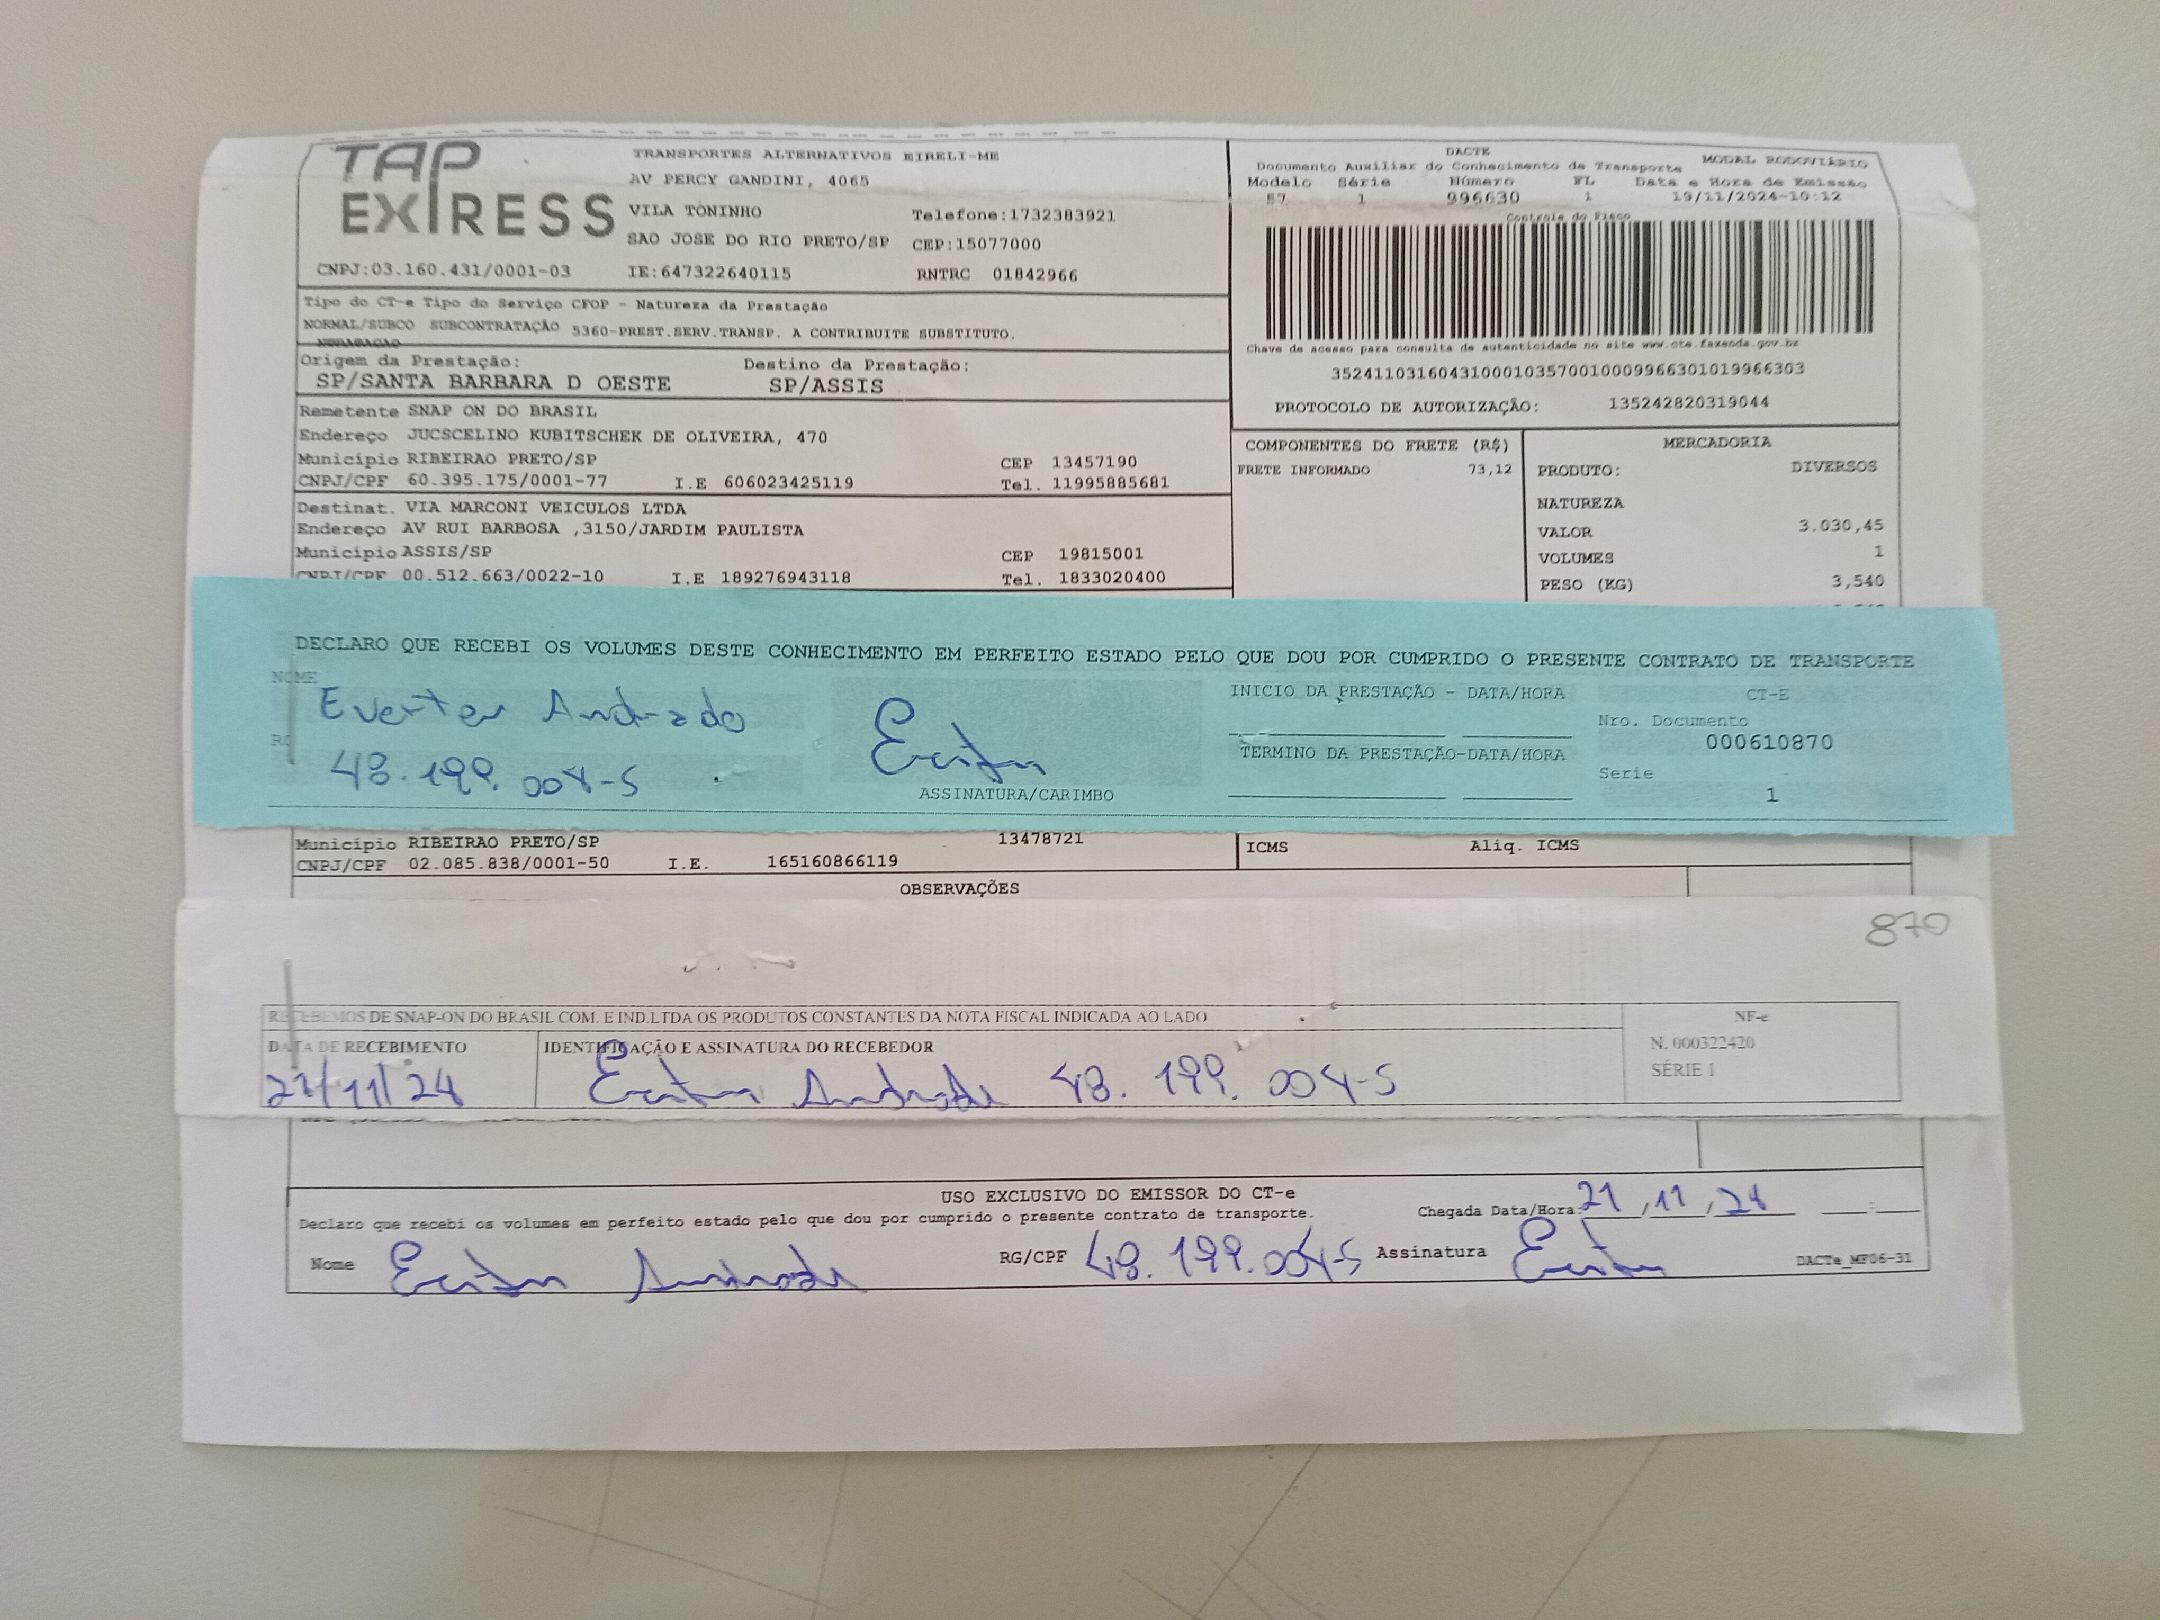 TAP EXPRESS
TRANSPORTES ALTERNATIVOS EIRELI-ME
AV PERCY GANDINI, 4065
VILA TONINHO Telefone:1732383921
SAO JOSE DO RIO PRETO/SP CEP:15077000
CNPJ:03.160.431/0001-03 IE:647322640115 RNTRC 01842966
DACTE
Documento Auxiliar do Conhecimento de Transporte MODAL RODOVIÁRIO
Modelo Série Número FL Data e Hora de Emissão
57 1 996630 1 19/11/2024-10:12
Controle do Fisco
Chave de acesso para consulta de autenticidade no site www.cte.fazenda.gov.br
35241103160431000103570010009966301019966303
PROTOCOLO DE AUTORIZAÇÃO: 135242820319044
Tipo do CT-e Tipo do Serviço CFOP - Natureza da Prestação
NORMAL/SUBCO SUBCONTRATAÇÃO 5360-PREST.SERV.TRANSP. A CONTRIBUITE SUBSTITUTO.
Origem da Prestação: Destino da Prestação:
SP/SANTA BARBARA D OESTE SP/ASSIS
Remetente SNAP ON DO BRASIL
Endereço JUCSCELINO KUBITSCHEK DE OLIVEIRA, 470
Município RIBEIRAO PRETO/SP CEP 13457190
CNPJ/CPF 60.395.175/0001-77 I.E 606023425119 Tel. 11995885681
Destinat. VIA MARCONI VEICULOS LTDA
Endereço AV RUI BARBOSA ,3150/JARDIM PAULISTA
Município ASSIS/SP CEP 19815001
CNPJ/CPF 00.512.663/0022-10 I.E 189276943118 Tel. 1833020400
COMPONENTES DO FRETE (R$)
FRETE INFORMADO 73,12
MERCADORIA
PRODUTO: DIVERSOS
NATUREZA
VALOR 3.030,45
VOLUMES 1
PESO (KG) 3,540
DECLARO QUE RECEBI OS VOLUMES DESTE CONHECIMENTO EM PERFEITO ESTADO PELO QUE DOU POR CUMPRIDO O PRESENTE CONTRATO DE TRANSPORTE
NOME
Everton Andrade
RG
48.199.004-5
ASSINATURA/CARIMBO
INICIO DA PRESTAÇÃO - DATA/HORA
TERMINO DA PRESTAÇÃO-DATA/HORA
CT-E
Nro. Documento
000610870
Serie
1
Município RIBEIRAO PRETO/SP 13478721
CNPJ/CPF 02.085.838/0001-50 I.E. 165160866119
ICMS Aliq. ICMS
OBSERVAÇÕES
870
RECEBEMOS DE SNAP-ON DO BRASIL COM. E IND.LTDA OS PRODUTOS CONSTANTES DA NOTA FISCAL INDICADA AO LADO
DATA DE RECEBIMENTO IDENTIFICAÇÃO E ASSINATURA DO RECEBEDOR
21/11/24 Everton Andrade 48.199.004-5
NF-e
N. 000322420
SÉRIE 1
USO EXCLUSIVO DO EMISSOR DO CT-e
Declaro que recebi os volumes em perfeito estado pelo que dou por cumprido o presente contrato de transporte. Chegada Data/Hora: 21/11/24
Nome Everton Andrade RG/CPF 48.199.004-5 Assinatura Everton
DACTe_MF06-31